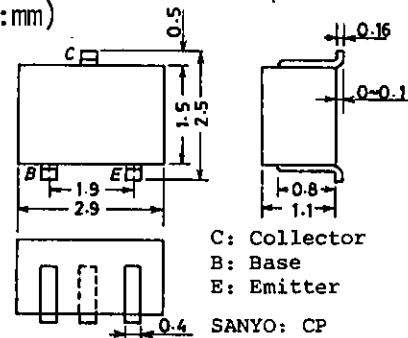 :mm)
C
0.5
0.16
1.5
2.5
0~0.1
B
E
1.9
2.9
0.8
1.1
C: Collector
B: Base
E: Emitter
0.4
SANYO: CP